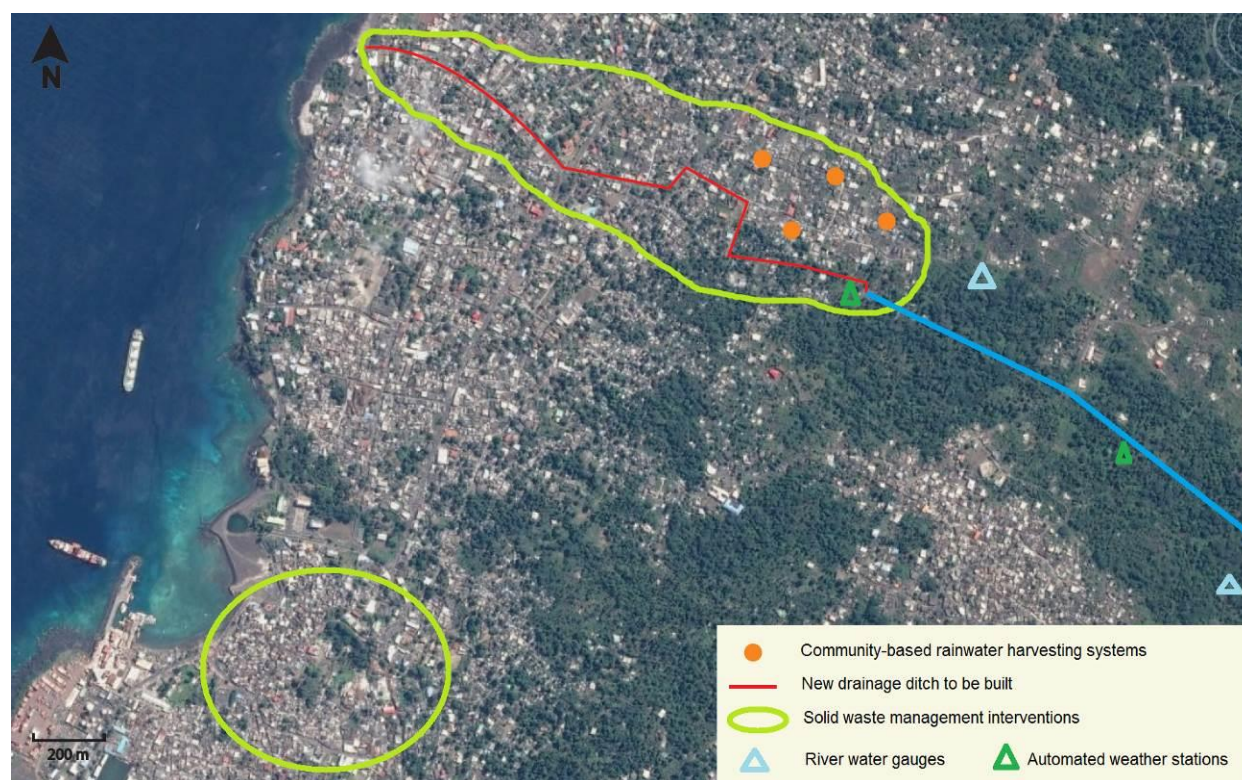 N
Community-based rainwater harvesting systems
New drainage ditch to be built
Solid waste management interventions
River water gauges
Automated weather stations
200 m